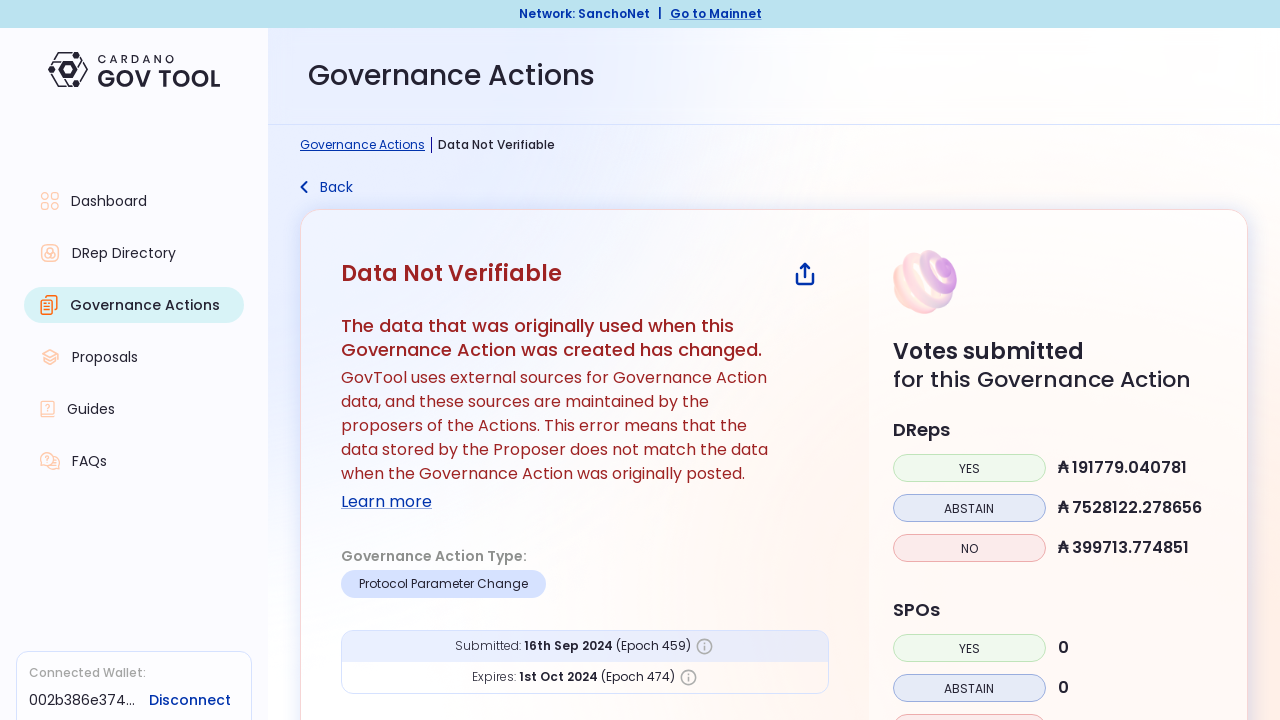 Network: SanchoNet | Go to Mainnet
CARDANO
GOV TOOL
Governance Actions
Governance Actions | Data Not Verifiable
Back
Dashboard
DRep Directory
Governance Actions
Proposals
Guides
FAQs
Connected Wallet:
002b386e374... Disconnect
Data Not Verifiable
The data that was originally used when this
Governance Action was created has changed.
GovTool uses external sources for Governance Action
data, and these sources are maintained by the
proposers of the Actions. This error means that the
data stored by the Proposer does not match the data
when the Governance Action was originally posted.
Learn more
Governance Action Type:
Protocol Parameter Change
Submitted: 16th Sep 2024 (Epoch 459)
Expires: 1st Oct 2024 (Epoch 474)
Votes submitted
for this Governance Action
DReps
YES ₳ 191779.040781
ABSTAIN ₳ 7528122.278656
NO ₳ 399713.774851
SPOs
YES 0
ABSTAIN 0